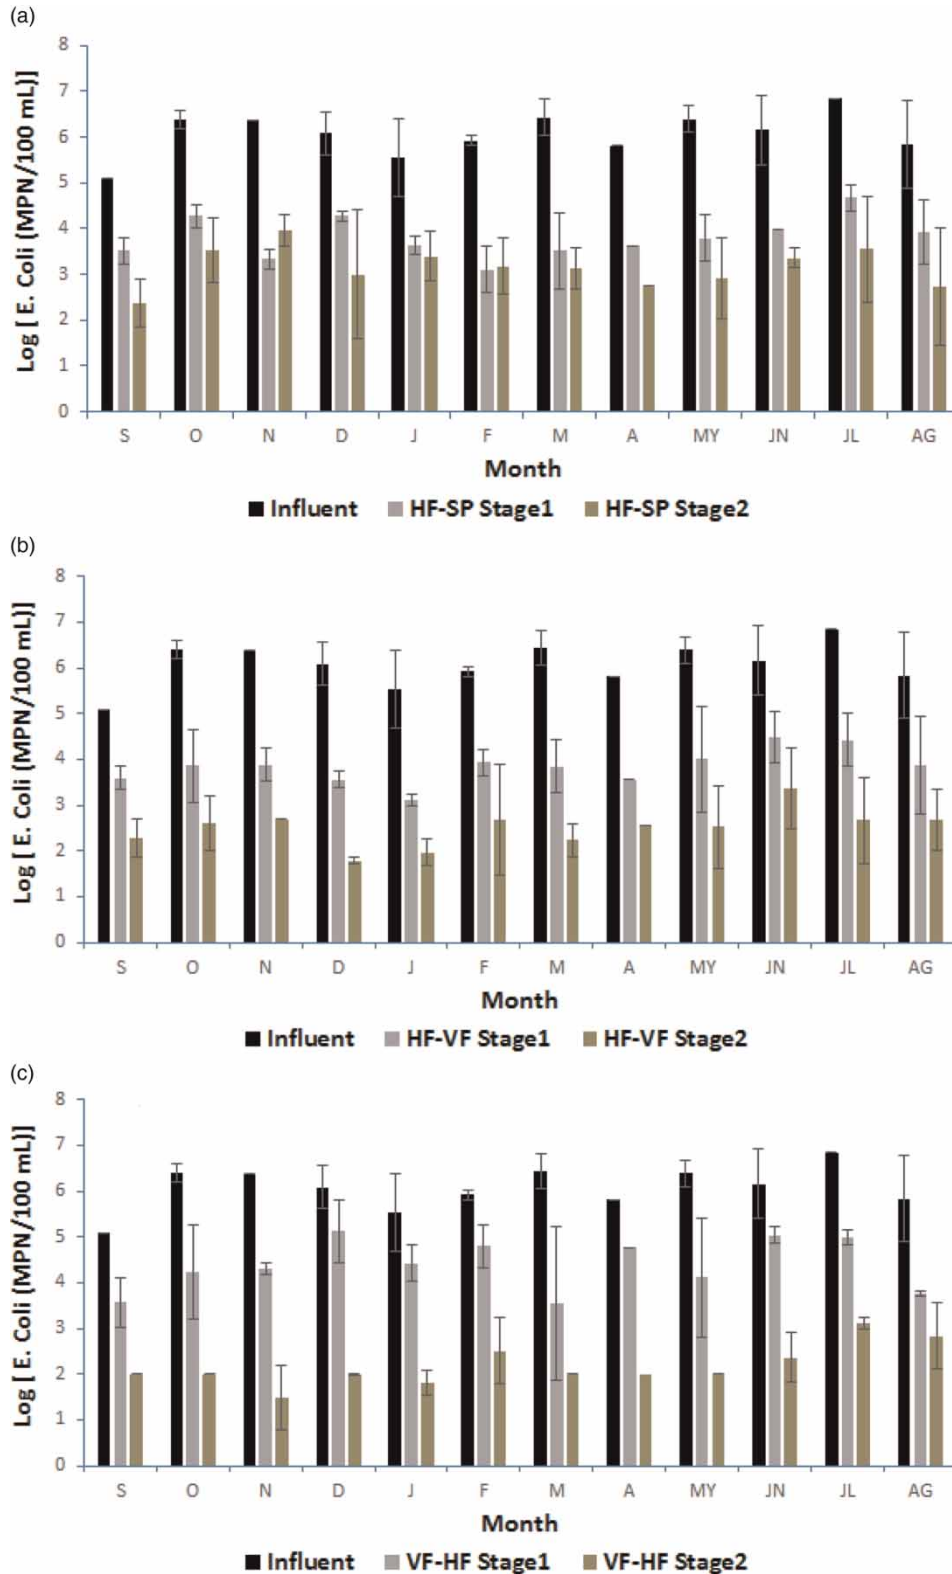 (a)
Log [ E. Coli (MPN/100 mL)]
8
7
6
5
4
3
2
1
0
S O N D J F M A MY JN JL AG
Month
Influent HF-SP Stage1 HF-SP Stage2
(b)
Log [ E. Coli (MPN/100 mL)]
8
7
6
5
4
3
2
1
0
S O N D J F M A MY JN JL AG
Month
Influent HF-VF Stage1 HF-VF Stage2
(c)
Log [ E. Coli (MPN/100 mL)]
8
7
6
5
4
3
2
1
0
S O N D J F M A MY JN JL AG
Month
Influent VF-HF Stage1 VF-HF Stage2